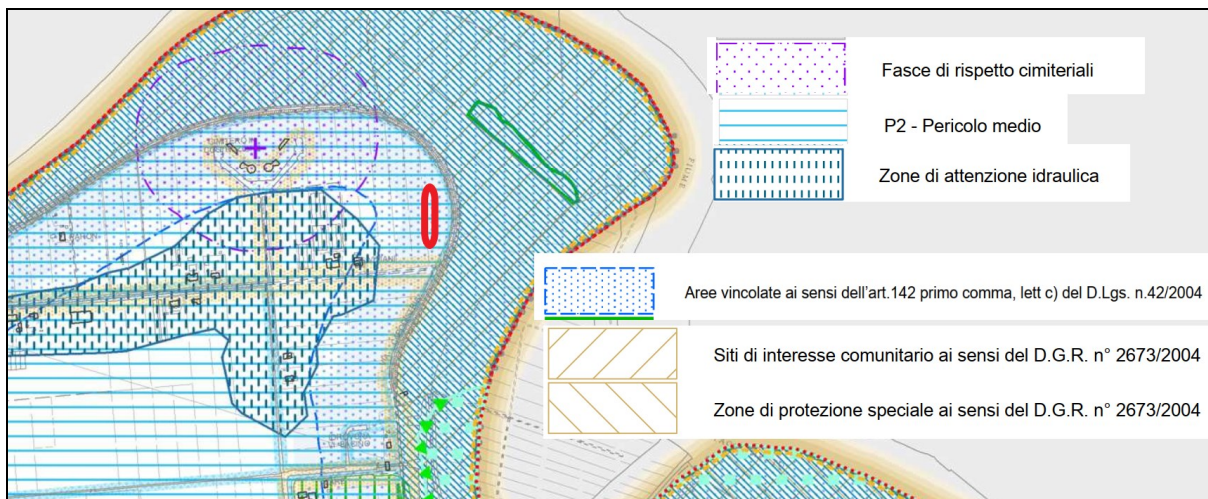 Fasce di rispetto cimiteriali
P2 - Pericolo medio
Zone di attenzione idraulica
FIUME
Aree vincolate ai sensi dell'art.142 primo comma, lett c) del D.Lgs. n.42/2004
Siti di interesse comunitario ai sensi del D.G.R. n° 2673/2004
Zone di protezione speciale ai sensi del D.G.R. n° 2673/2004